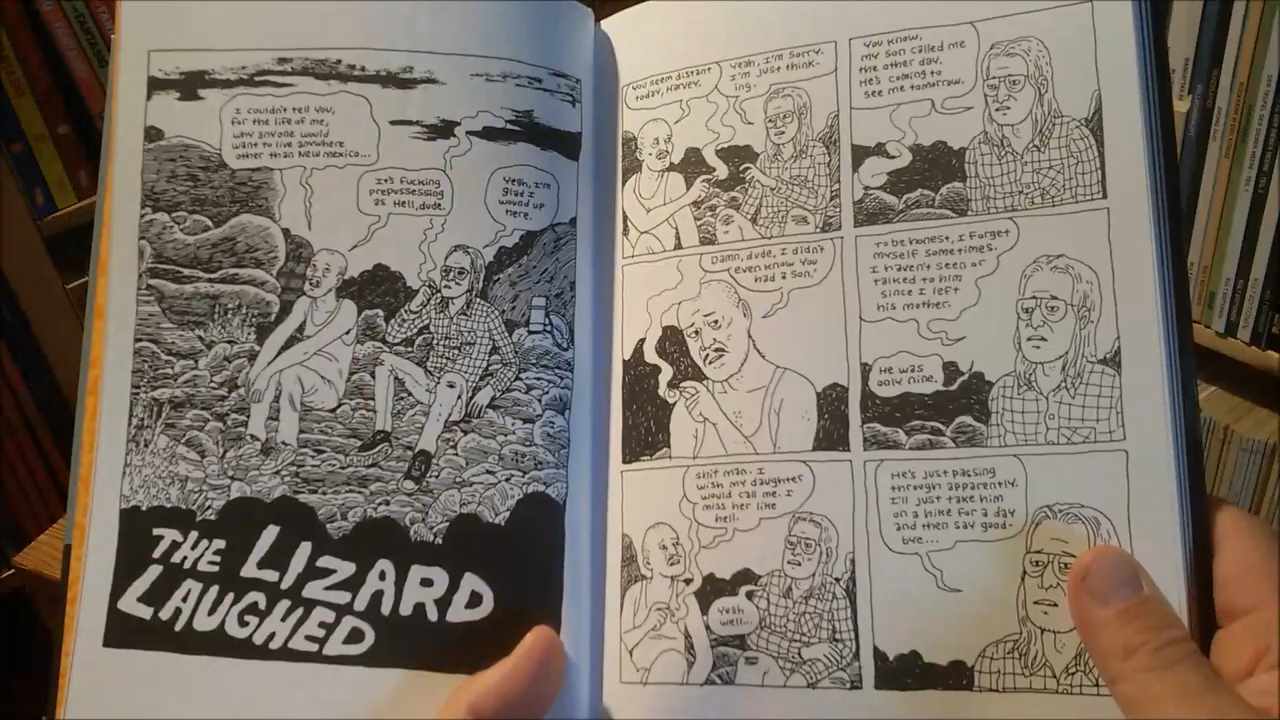 I couldn't tell you,
for the life of me,
why anyone would
want to live anywhere
other than New Mexico...
It's fucking
prepossessing
as Hell, dude.
Yeah, I'm
glad I
wound up
here.
THE LIZARD
LAUGHED
You seem distant
today, Harvey.
Yeah, I'm sorry.
I'm just think-
ing.
You know,
my son called me
the other day.
He's coming to
see me tomorrow.
Damn, dude, I didn't
even know you
had a son.
To be honest, I forget
myself sometimes.
I haven't seen or
talked to him
since I left
his mother.
He was
only nine.
Shit man. I
wish my daughter
would call me. I
miss her like
hell.
Yeah
well...
He's just passing
through apparently.
I'll just take him
on a hike for a day
and then say good-
bye...